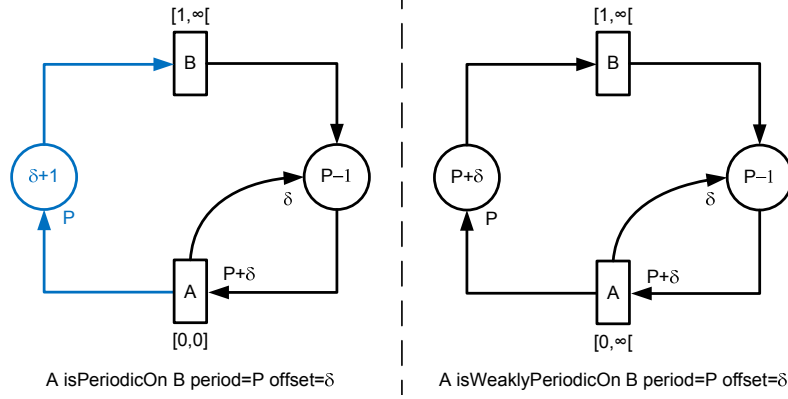 [1,∞[
B
δ+1
P−1
P
δ
A
P+δ
[0,0]
A isPeriodicOn B period=P offset=δ
[1,∞[
B
P+δ
P−1
P
δ
A
P+δ
[0,∞[
A isWeaklyPeriodicOn B period=P offset=δ